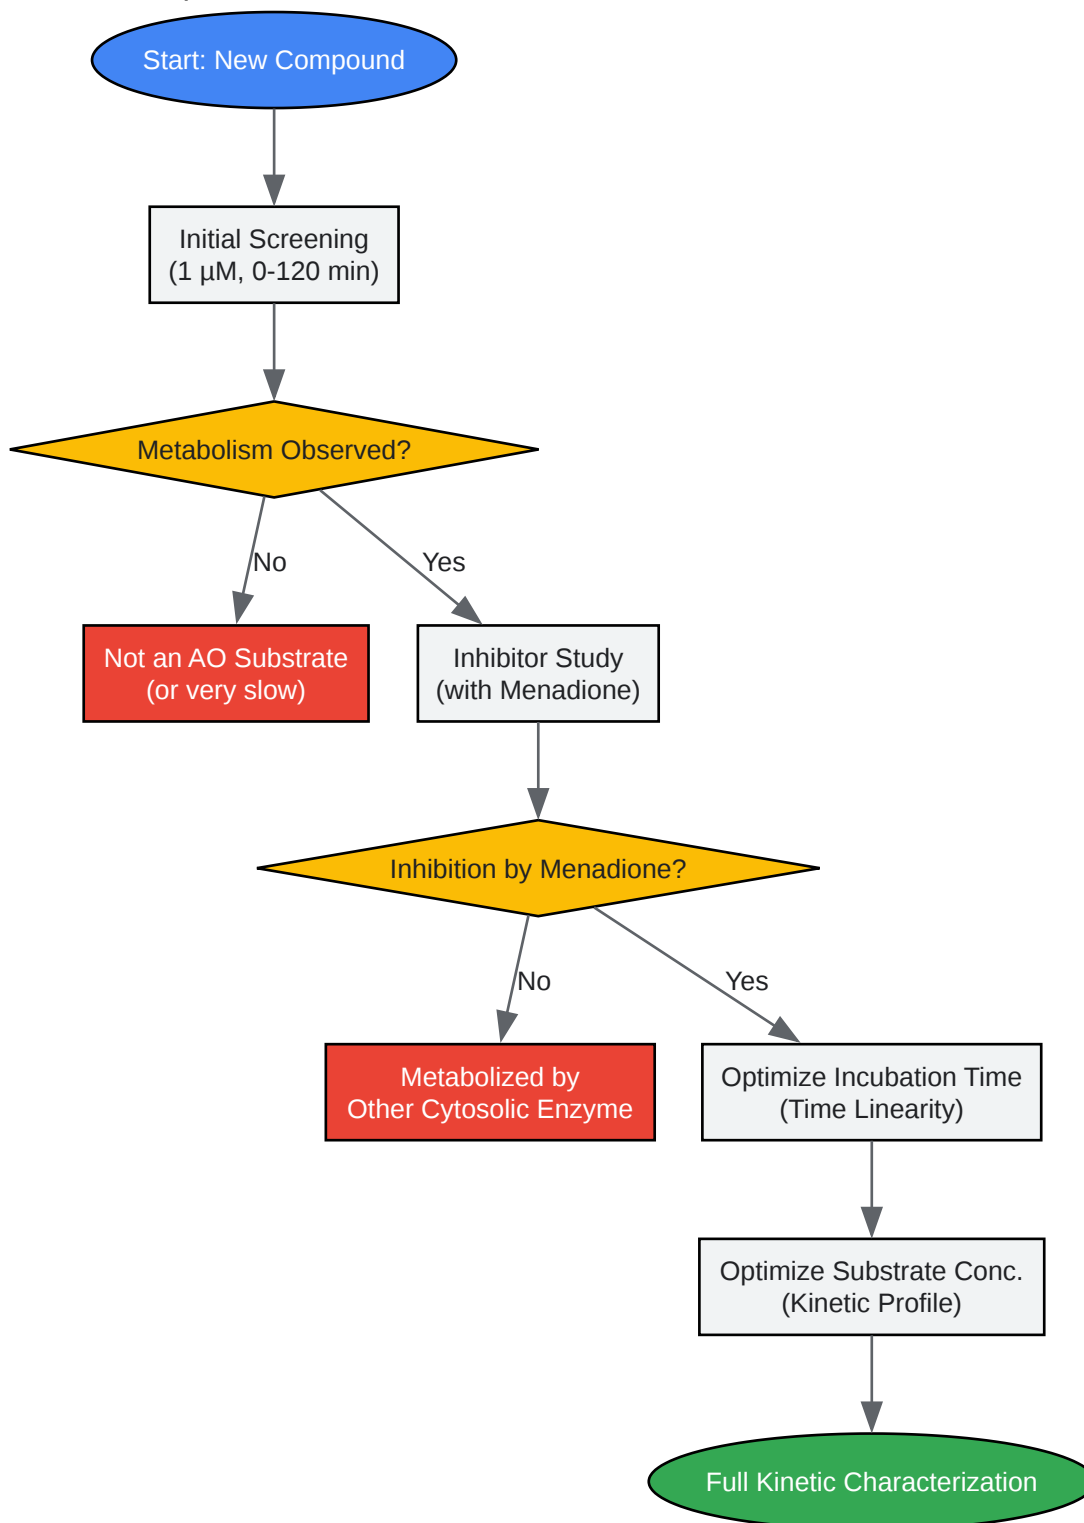 Start: New Compound
Initial Screening
(1 µM, 0-120 min)
Metabolism Observed?
No
Yes
Not an AO Substrate
(or very slow)
Inhibitor Study
(with Menadione)
Inhibition by Menadione?
No
Yes
Metabolized by
Other Cytosolic Enzyme
Optimize Incubation Time
(Time Linearity)
Optimize Substrate Conc.
(Kinetic Profile)
Full Kinetic Characterization